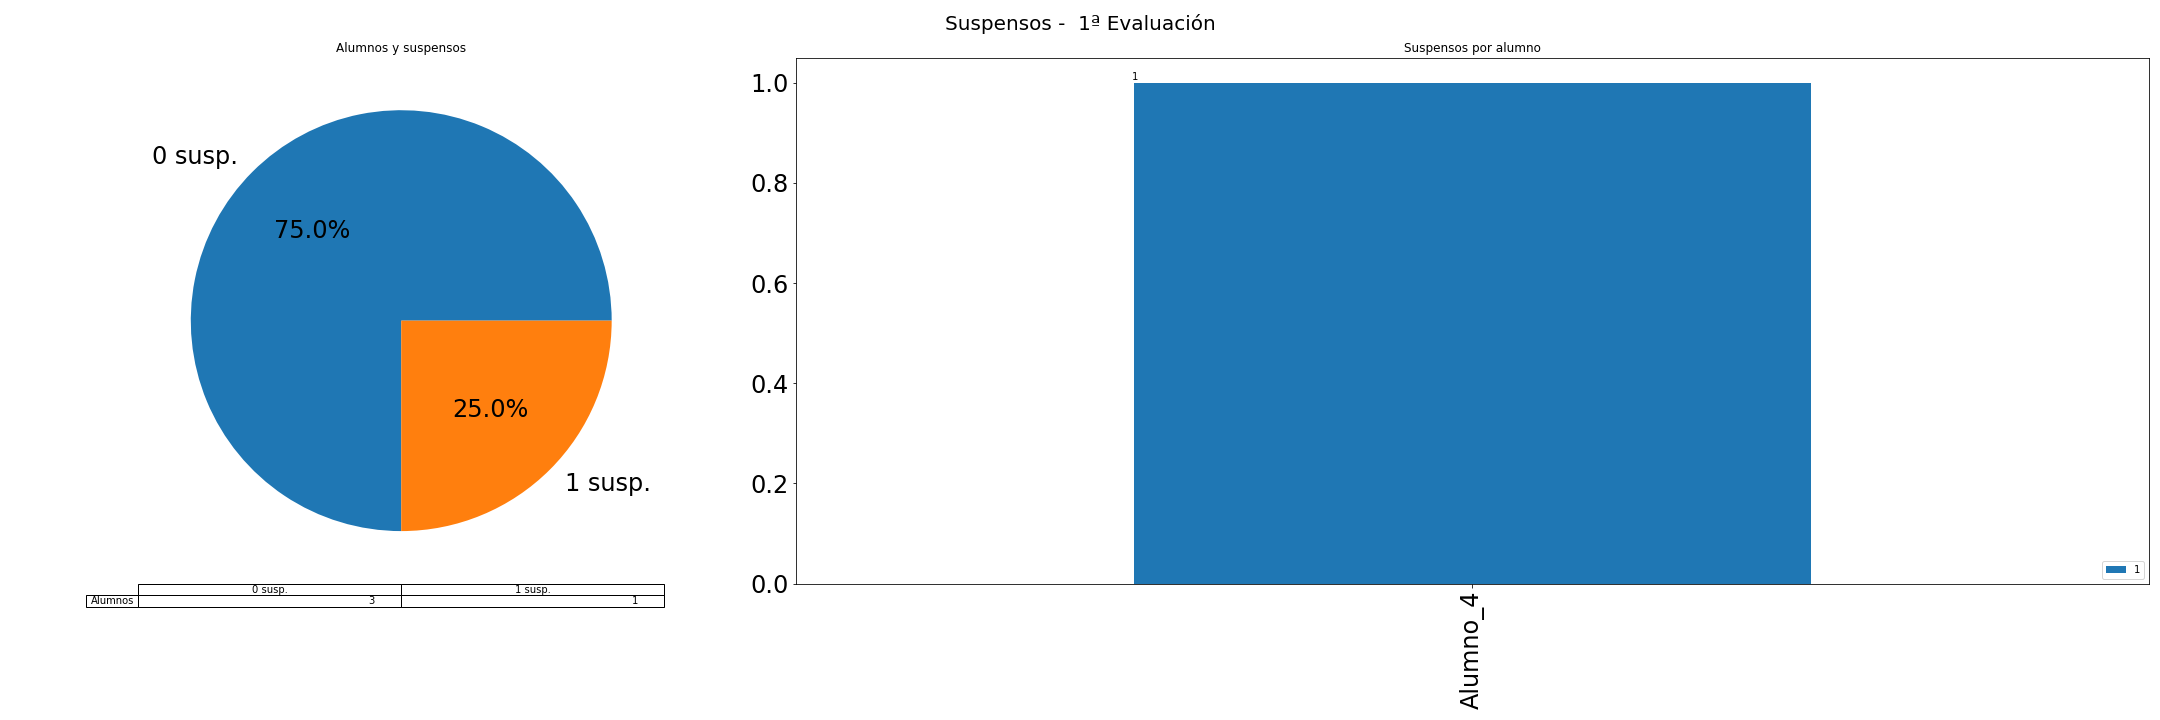 Suspensos -  1ª Evaluación
Alumnos y suspensos
0 susp.
75.0%
25.0%
1 susp.
0 susp. 1 susp.
Alumnos 3 1
Suspensos por alumno
1
1.0
0.8
0.6
0.4
0.2
0.0
1
Alumno_4